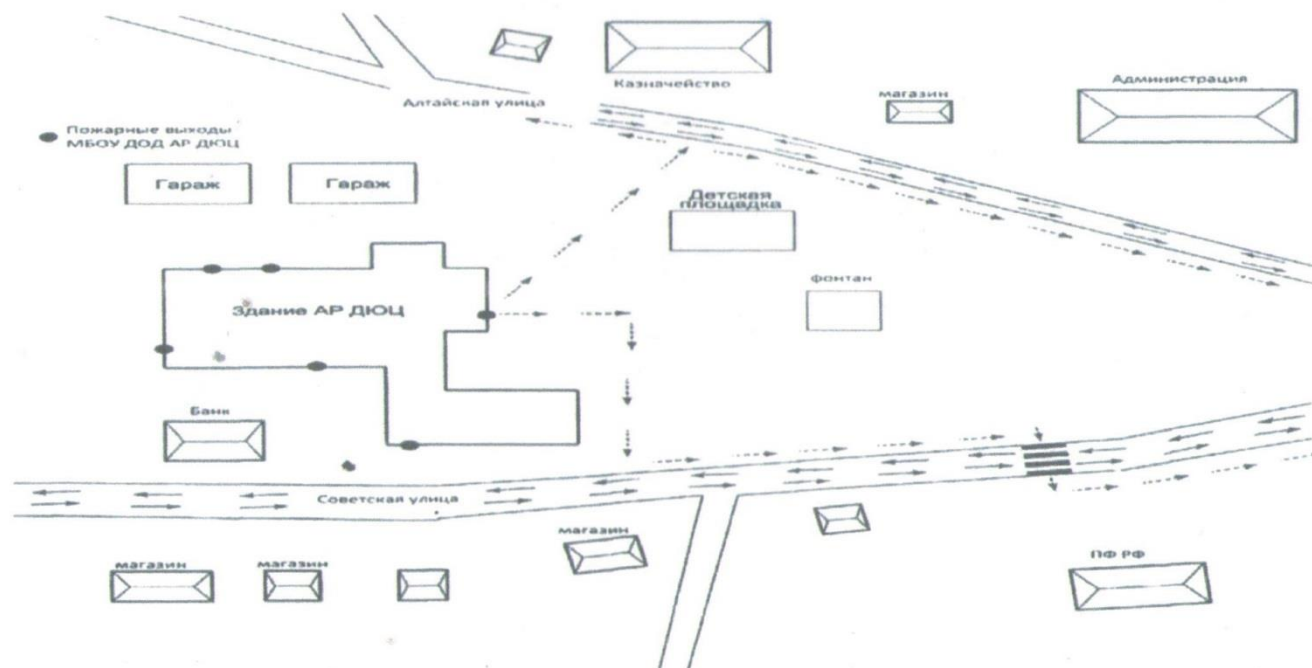 Казначейство
Администрация
магазин
Алтайская улица
Пожарные выходы
МБОУ ДОД АР ДЮЦ
Гараж
Гараж
Детская
площадка
фонтан
Здание АР ДЮЦ
Банк
Советская улица
магазин
магазин
магазин
ПФ РФ